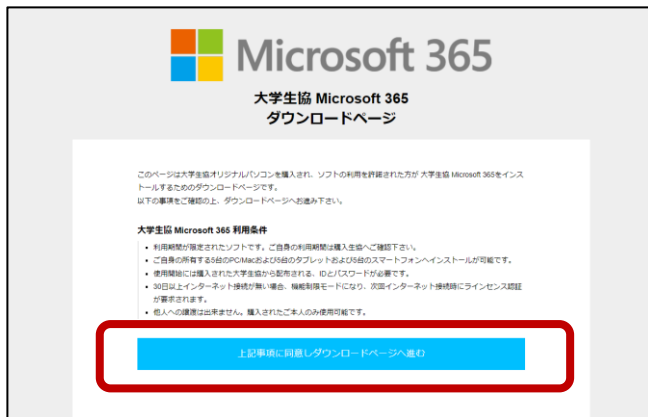 Microsoft 365
大学生協 Microsoft 365
ダウンロードページ
このページは大学生協オリジナルパソコンを購入され、ソフトの利用を許諾された方が 大学生協 Microsoft 365をインス
トールするためのダウンロードページです。
以下の事項をご確認の上、ダウンロードページへお進み下さい。
大学生協 Microsoft 365 利用条件
• 利用期間が限定されたソフトです。ご自身の利用期間は購入生協へご確認下さい。
• ご自身の所有する5台のPC/Macおよび5台のタブレットおよび5台のスマートフォンへインストールが可能です。
• 使用開始には購入された大学生協から配布される、IDとパスワードが必要です。
• 30日以上インターネット接続が無い場合、機能制限モードになり、次回インターネット接続時にラインセンス認証
が要求されます。
• 他人への譲渡は出来ません。購入されたご本人のみ使用可能です。
上記事項に同意しダウンロードページへ進む